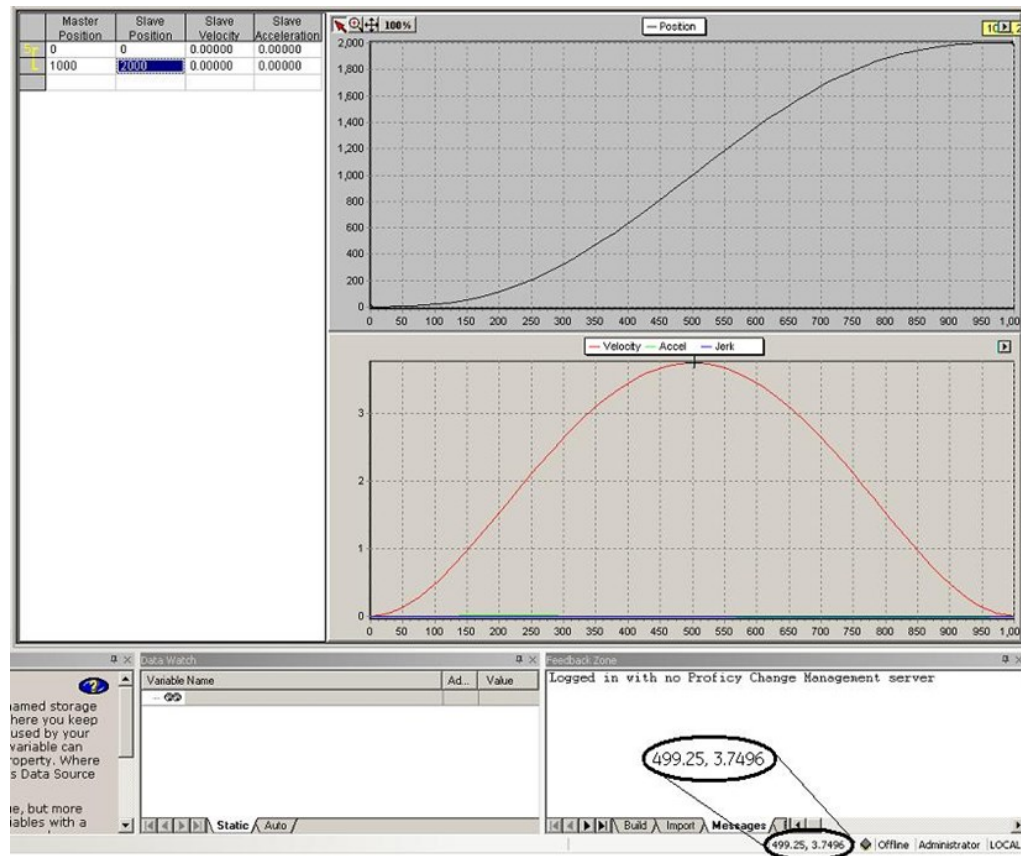 Master Position Slave Position Slave Velocity Slave Acceleration
0 0 0.00000 0.00000
1000 2000 0.00000 0.00000
100%
Position
2,000
1,800
1,600
1,400
1,200
1,000
800
600
400
200
0
0 50 100 150 200 250 300 350 400 450 500 550 600 650 700 750 800 850 900 950 1,00
Velocity Accel Jerk
3
2
1
0
0 50 100 150 200 250 300 350 400 450 500 550 600 650 700 750 800 850 900 950 1,00
Data Watch
Variable Name Ad... Value
Static Auto
Feedback Zone
Logged in with no Proficy Change Management server
499.25, 3.7496
Build Import Messages
named storage
here you keep
used by your
variable can
operty. Where
s Data Source
e, but more
iables with a
499.25, 3.7496 Offline Administrator LOCAL